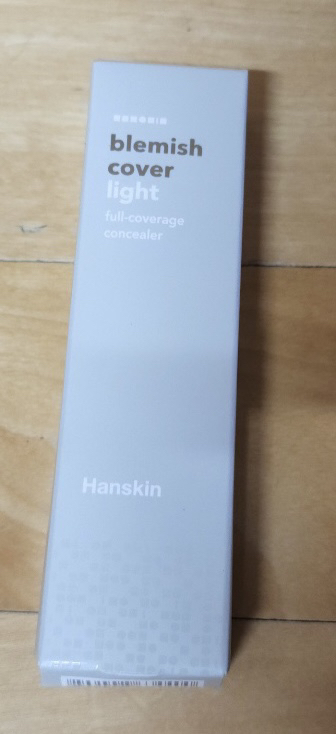 blemish
cover
light
full-coverage
concealer
Hanskin